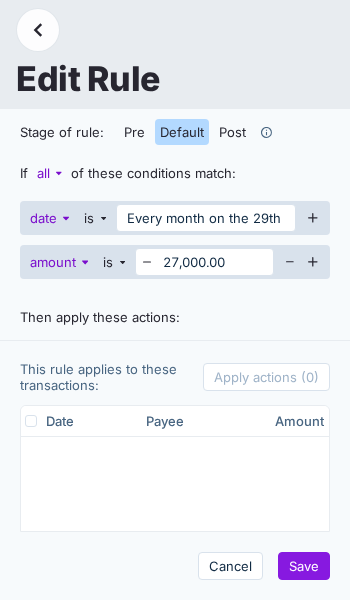 Edit Rule
Stage of rule: Pre Default Post
If all of these conditions match:
date is Every month on the 29th
amount is 27,000.00
Then apply these actions:
This rule applies to these
transactions:
Apply actions (0)
Date Payee Amount
Cancel Save